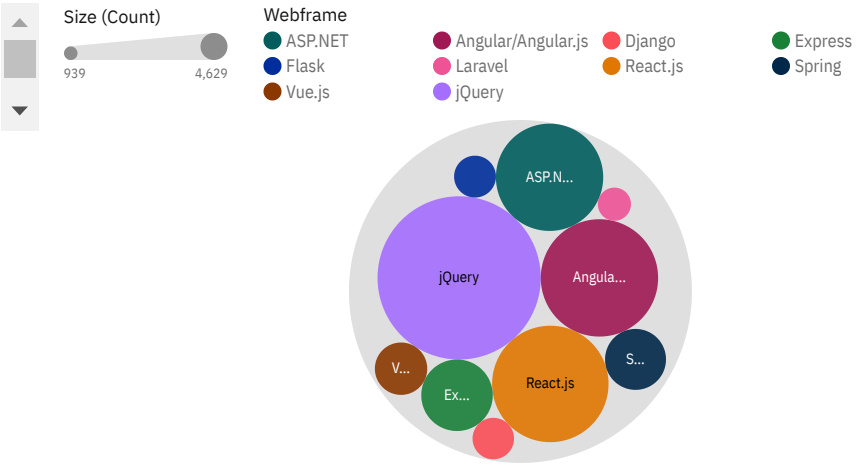 Size (Count)
939
4,629
Webframe
ASP.NET
Angular/Angular.js
Django
Express
Flask
Laravel
React.js
Spring
Vue.js
jQuery
ASP.N...
jQuery
Angula...
S...
V...
Ex...
React.js